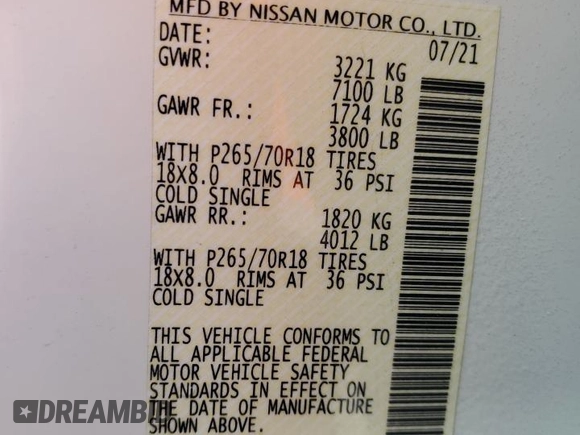 MFD BY NISSAN MOTOR CO., LTD.
DATE: 07/21
GVWR: 3221 KG
7100 LB
GAWR FR.: 1724 KG
3800 LB
WITH P265/70R18 TIRES
18X8.0 RIMS AT 36 PSI
COLD SINGLE
GAWR RR.: 1820 KG
4012 LB
WITH P265/70R18 TIRES
18X8.0 RIMS AT 36 PSI
COLD SINGLE
THIS VEHICLE CONFORMS TO
ALL APPLICABLE FEDERAL
MOTOR VEHICLE SAFETY
STANDARDS IN EFFECT ON
THE DATE OF MANUFACTURE
SHOWN ABOVE.